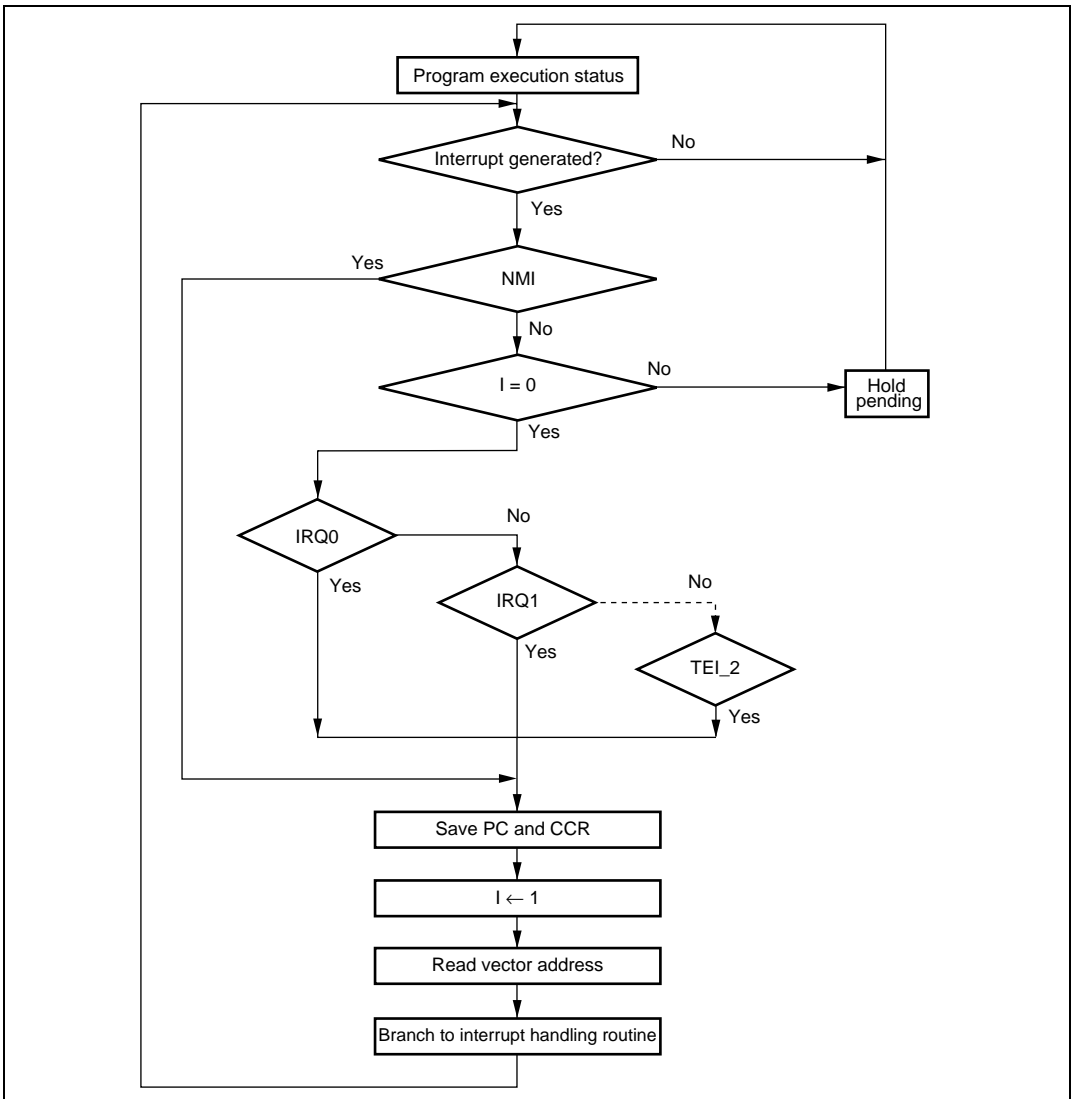 Program execution status
Interrupt generated?
No
Yes
Yes
NMI
No
I = 0
No
Hold
pending
Yes
IRQ0
No
Yes
IRQ1
No
Yes
TEI_2
Yes
Save PC and CCR
I ← 1
Read vector address
Branch to interrupt handling routine